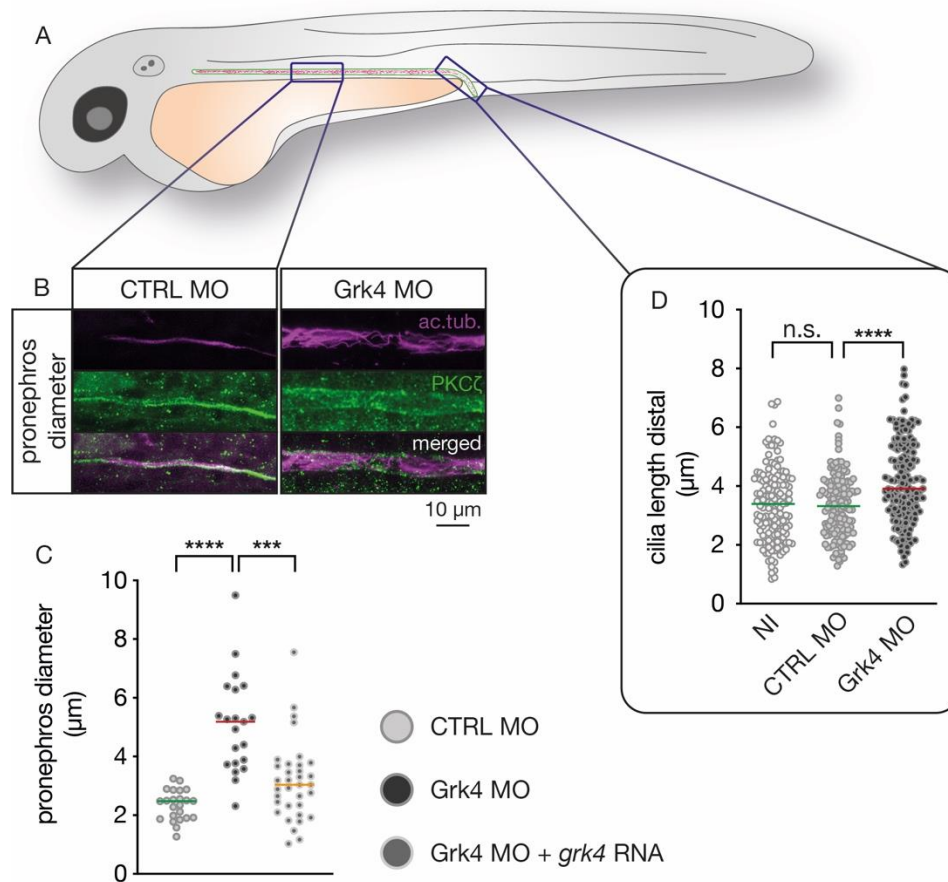 A
B
CTRL MO
Grk4 MO
pronephros
diameter
ac.tub.
PKCζ
merged
10 µm
C
**** ***
10
8
6
4
2
0
pronephros diameter
(µm)
CTRL MO
Grk4 MO
Grk4 MO + grk4 RNA
D
n.s. ****
10
8
6
4
2
0
cilia length distal
(µm)
NI
CTRL MO
Grk4 MO